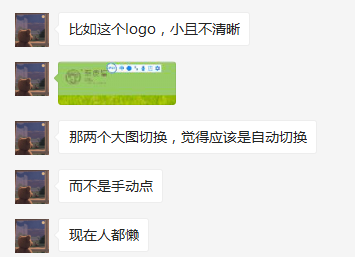 比如这个logo，小且不清晰
那两个大图切换，觉得应该是自动切换
而不是手动点
现在人都懒